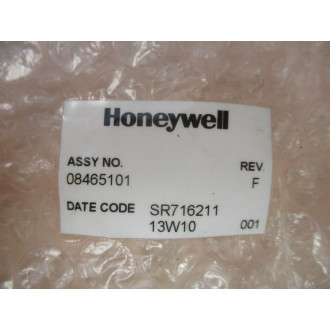 Honeywell
ASSY NO. REV
08465101 F
DATE CODE SR716211
13W10 001